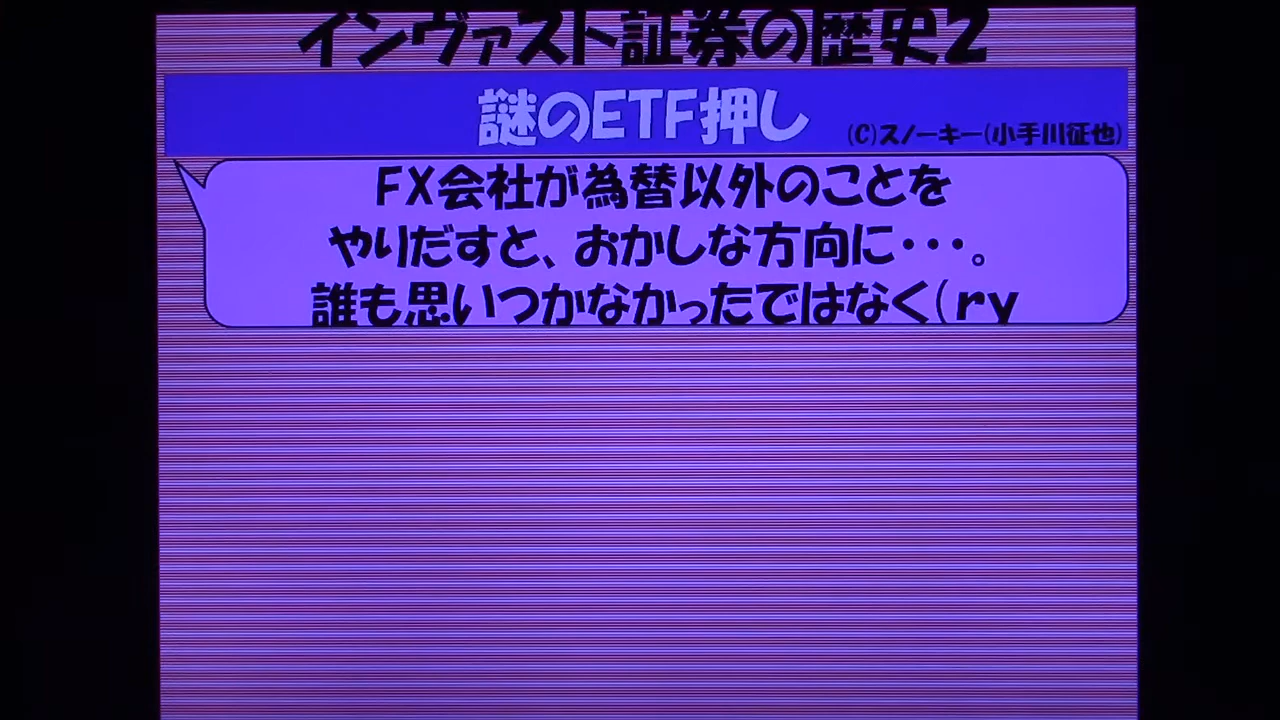 インヴァスト証券の歴史2
謎のETF押し
(C)スノーキー(小手川征也)
FX会社が為替以外のことを
やりだすと、おかしな方向に・・・。
誰も思いつかなかったではなく(ry